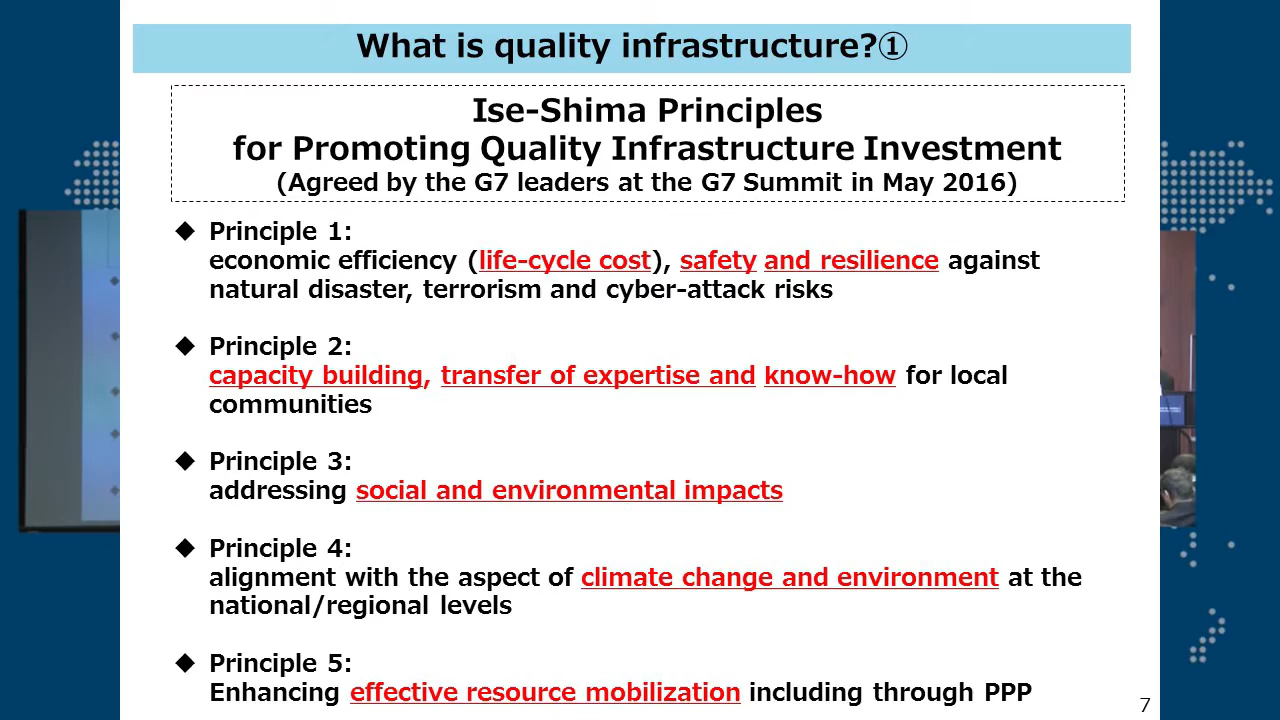 What is quality infrastructure?①
Ise-Shima Principles
for Promoting Quality Infrastructure Investment
(Agreed by the G7 leaders at the G7 Summit in May 2016)
◆ Principle 1:
economic efficiency (life-cycle cost), safety and resilience against
natural disaster, terrorism and cyber-attack risks
◆ Principle 2:
capacity building, transfer of expertise and know-how for local
communities
◆ Principle 3:
addressing social and environmental impacts
◆ Principle 4:
alignment with the aspect of climate change and environment at the
national/regional levels
◆ Principle 5:
Enhancing effective resource mobilization including through PPP
7